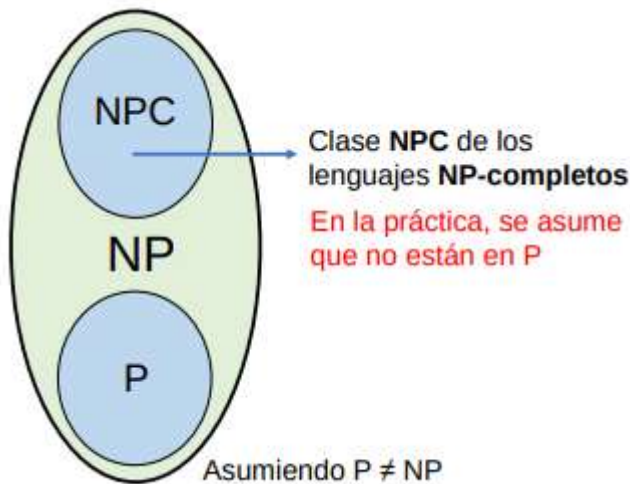 NPC
Clase NPC de los
lenguajes NP-completos
En la práctica, se asume
que no están en P
NP
P
Asumiendo P ≠ NP